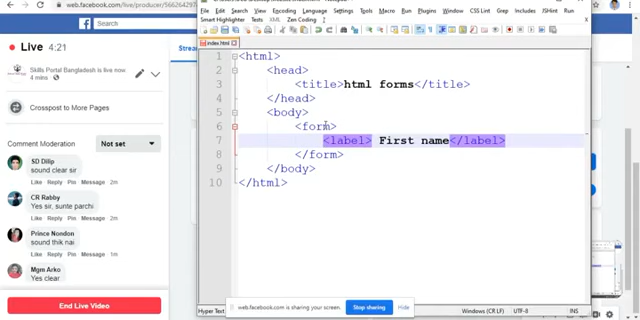 web.facebook.com/live/producer/566264297
Live 4:21
Skills Portal Bangladesh is live now
4 mins
Crosspost to More Pages
Comment Moderation
Not set
SD Dilip
sound clear sir
Like Reply Pin Message 2m
CR Rabby
Yes sir, sunte parchi
Like Reply Pin Message 2m
Prince Nondon
sound thik nai
Like Reply Pin Message 1m
Mgm Arko
Yes clear
Like Reply Pin Message 1m
End Live Video
Stream
File Edit Search View Encoding Language Settings Tools Macro Run Plugins Window CSS Lint Grep Includes JSHint Rest
Smart Highlighter Tests XML Zen Coding
index.html
1 <html>
2 <head>
3 <title>html forms</title>
4 </head>
5 <body>
6 <form>
7 <label> First name</label>
8 </form>
9 </body>
10 </html>
web.facebook.com is sharing your screen.
Stop sharing
Hide
Hyper Text
Windows (CR LF)
UTF-8
INS